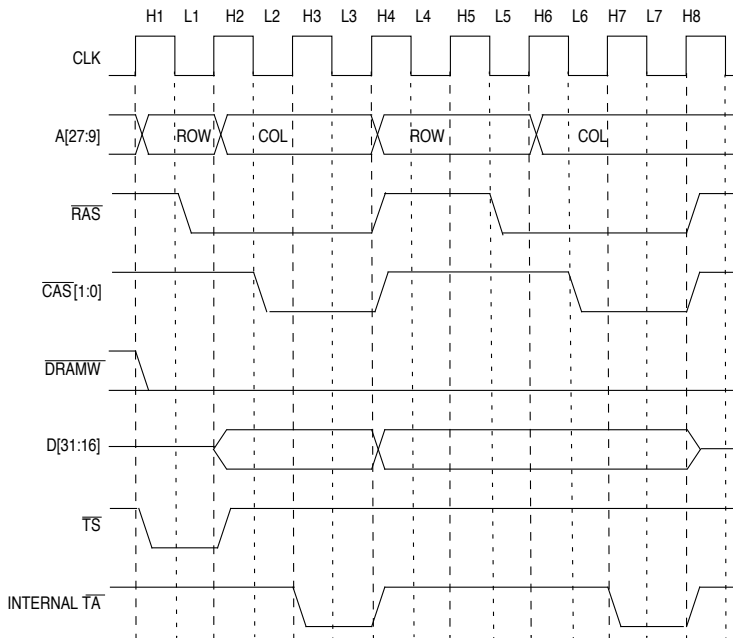 H1 L1 H2 L2 H3 L3 H4 L4 H5 L5 H6 L6 H7 L7 H8
CLK
A[27:9] ROW COL ROW COL
RAS
CAS[1:0]
DRAMW
D[31:16]
TS
INTERNAL TA